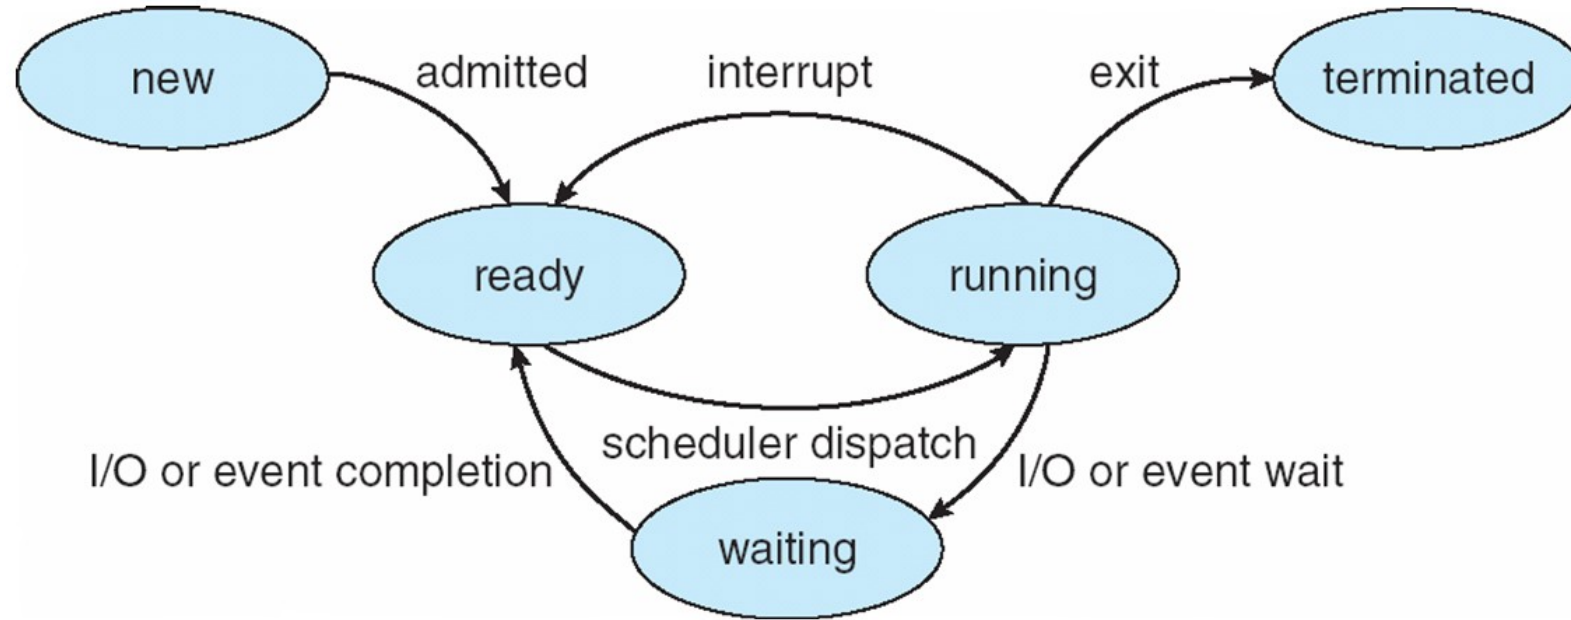 new
admitted
interrupt
exit
terminated
ready
running
scheduler dispatch
I/O or event completion
I/O or event wait
waiting